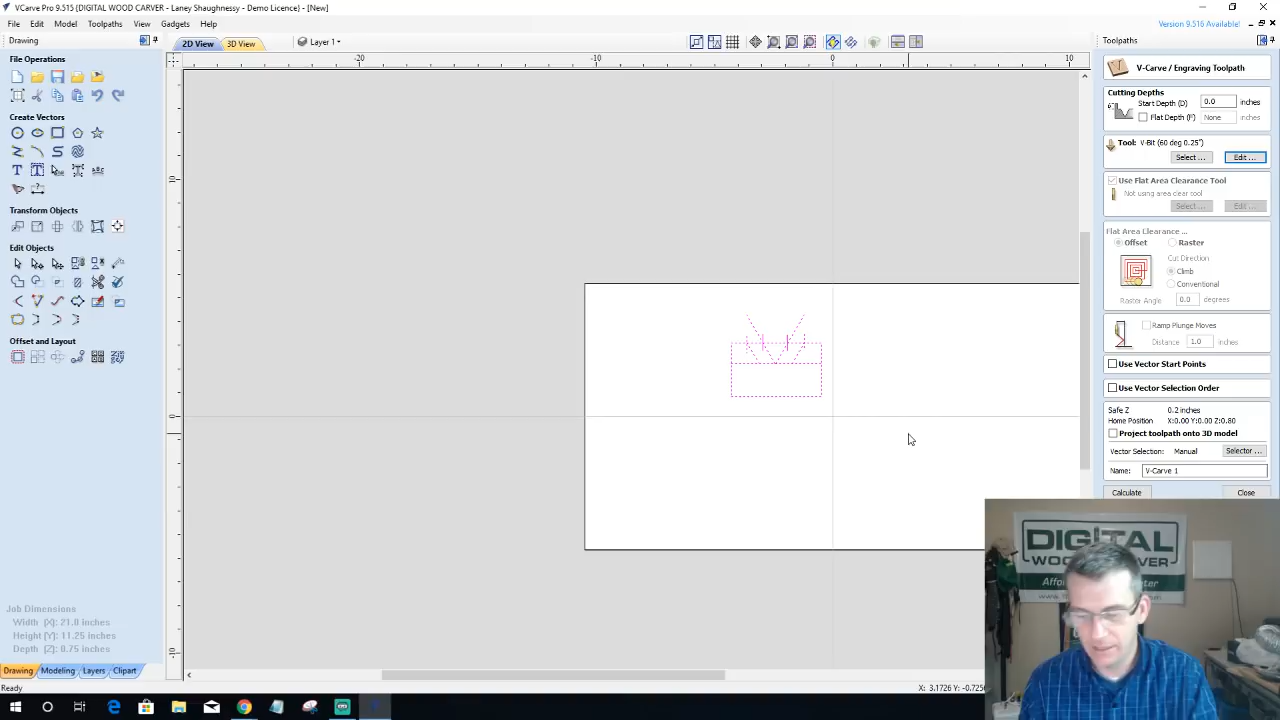 VCarve Pro 9.515 {DIGITAL WOOD CARVER} - Laney Shaughnessy - Demo Licence} - [New]
File Edit Model Toolpaths View Gadgets Help
Version 9.516 Available!
Drawing
2D View 3D View Layer 1
Toolpaths
-20 -10 0 10
10
0
File Operations
Create Vectors
Transform Objects
Edit Objects
Offset and Layout
Job Dimensions
Width (X): 21.0 inches
Height (Y): 11.25 inches
Depth (Z): 0.75 inches
Drawing Modeling Layers Clipart
Ready
X: 3.1726 Y: -0.725
V-Carve / Engraving Toolpath
Cutting Depths
Start Depth (D) 0.0 inches
Flat Depth (F) None inches
Tool: V-Bit (60 deg 0.25")
Select ... Edit ...
Use Flat Area Clearance Tool
Not using area clear tool
Select ... Edit ...
Flat Area Clearance ...
Offset Raster
Cut Direction
Climb
Conventional
Raster Angle 0.0 degrees
Ramp Plunge Moves
Distance 1.0 inches
Use Vector Start Points
Use Vector Selection Order
Safe Z 0.2 inches
Home Position X:0.00 Y:0.00 Z:0.80
Project toolpath onto 3D model
Vector Selection: Manual Selector ...
Name: V-Carve 1
Calculate Close
DIGITAL
WOOD